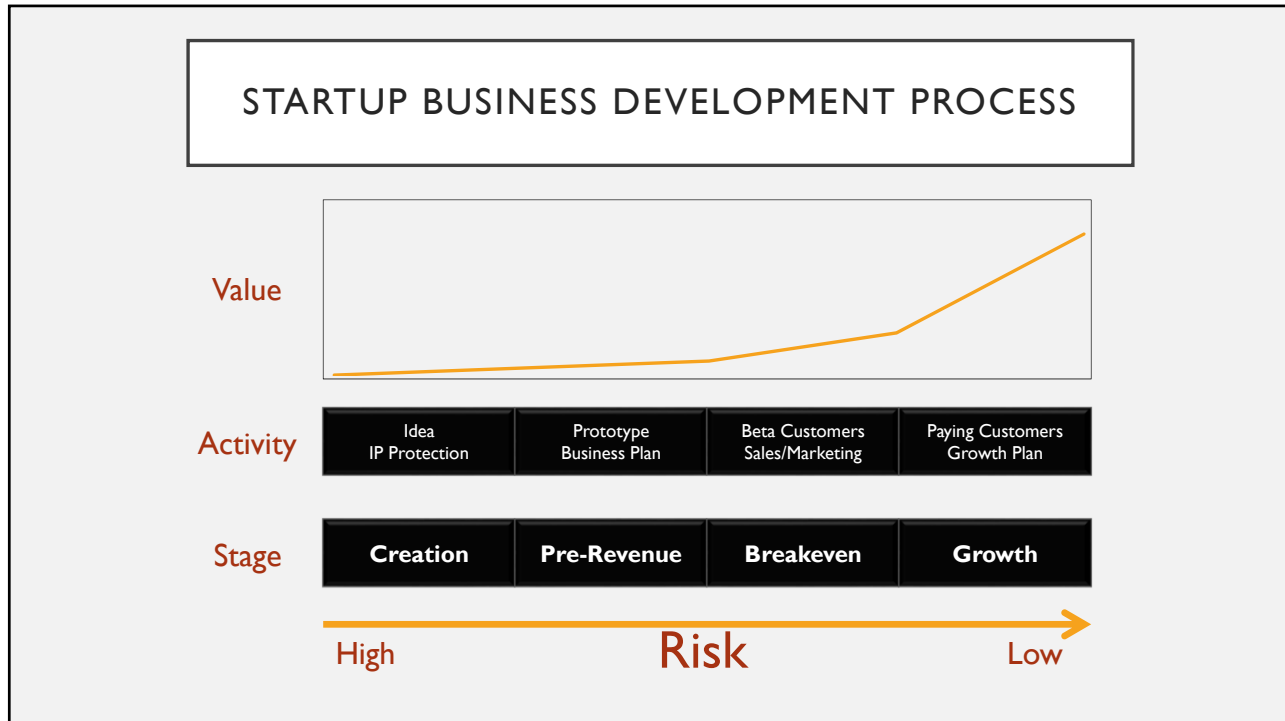 STARTUP BUSINESS DEVELOPMENT PROCESS
Value
Activity
Idea
IP Protection
Prototype
Business Plan
Beta Customers
Sales/Marketing
Paying Customers
Growth Plan
Stage
Creation
Pre-Revenue
Breakeven
Growth
High
Risk
Low